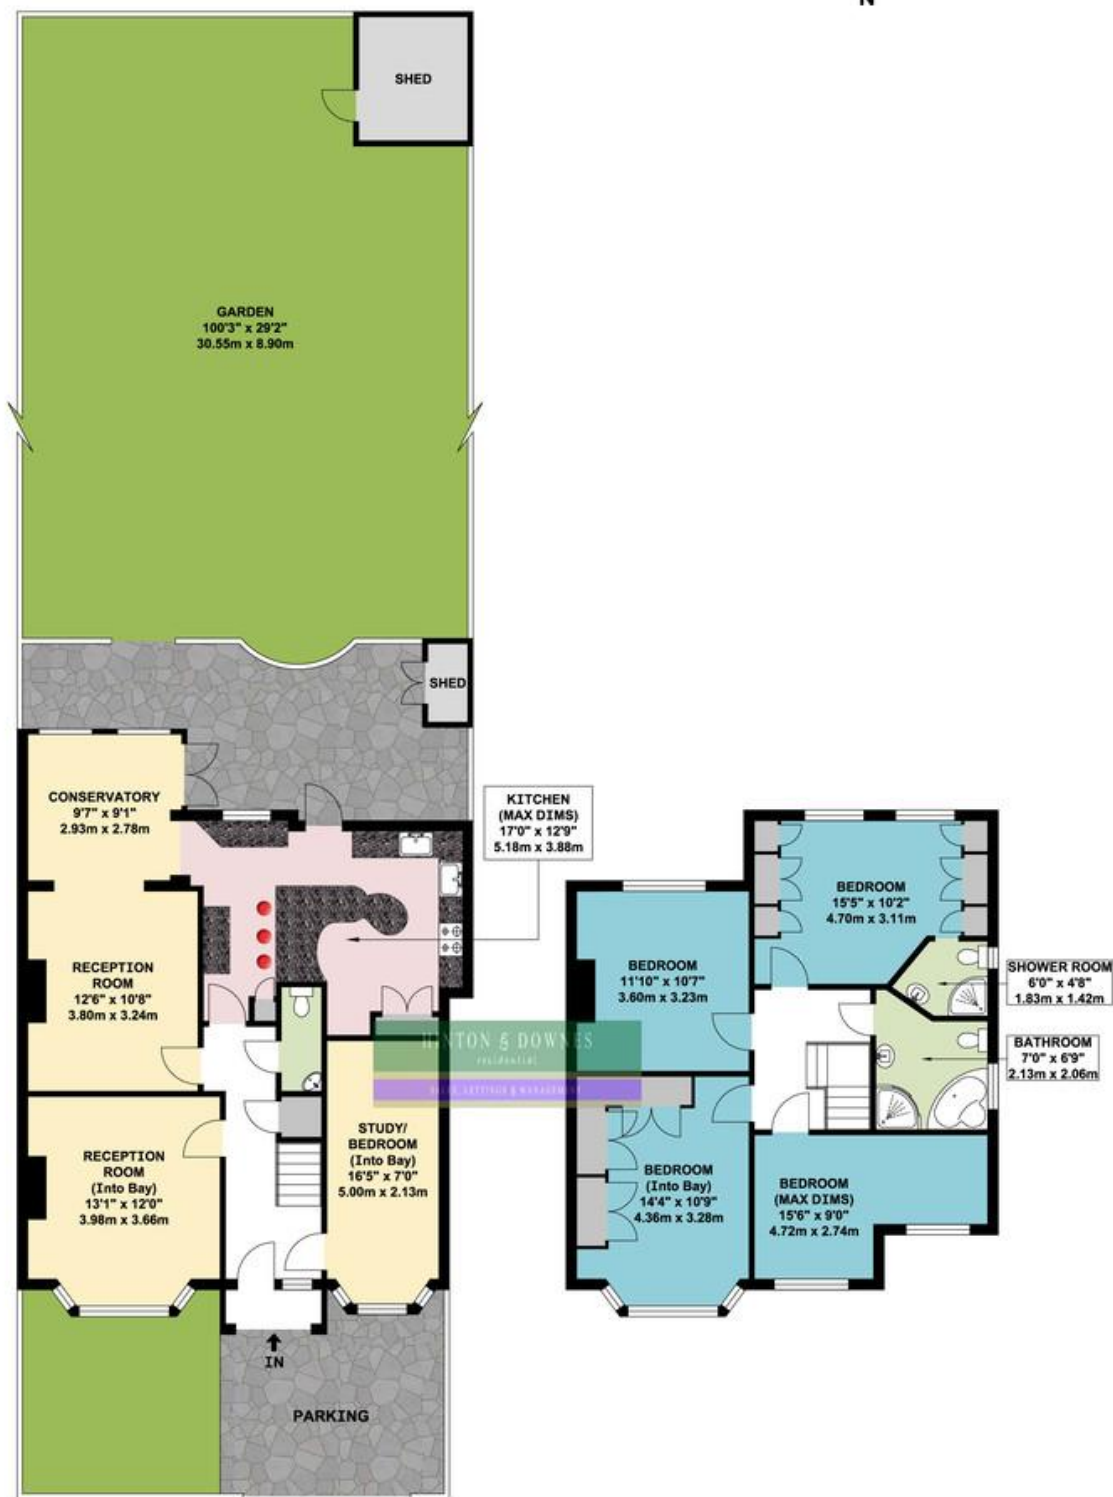 N
SHED
GARDEN
100'3" x 29'2"
30.55m x 8.90m
SHED
CONSERVATORY
9'7" x 9'1"
2.93m x 2.78m
KITCHEN
(MAX DIMS)
17'0" x 12'9"
5.18m x 3.88m
RECEPTION
ROOM
12'6" x 10'8"
3.80m x 3.24m
HINTON & DOWNES
residential
SALES, LETTINGS & MANAGEMENT
RECEPTION
ROOM
(Into Bay)
13'1" x 12'0"
3.98m x 3.66m
STUDY/
BEDROOM
(Into Bay)
16'5" x 7'0"
5.00m x 2.13m
IN
PARKING
BEDROOM
15'5" x 10'2"
4.70m x 3.11m
BEDROOM
11'10" x 10'7"
3.60m x 3.23m
SHOWER ROOM
6'0" x 4'8"
1.83m x 1.42m
BATHROOM
7'0" x 6'9"
2.13m x 2.06m
BEDROOM
(Into Bay)
14'4" x 10'9"
4.36m x 3.28m
BEDROOM
(MAX DIMS)
15'6" x 9'0"
4.72m x 2.74m